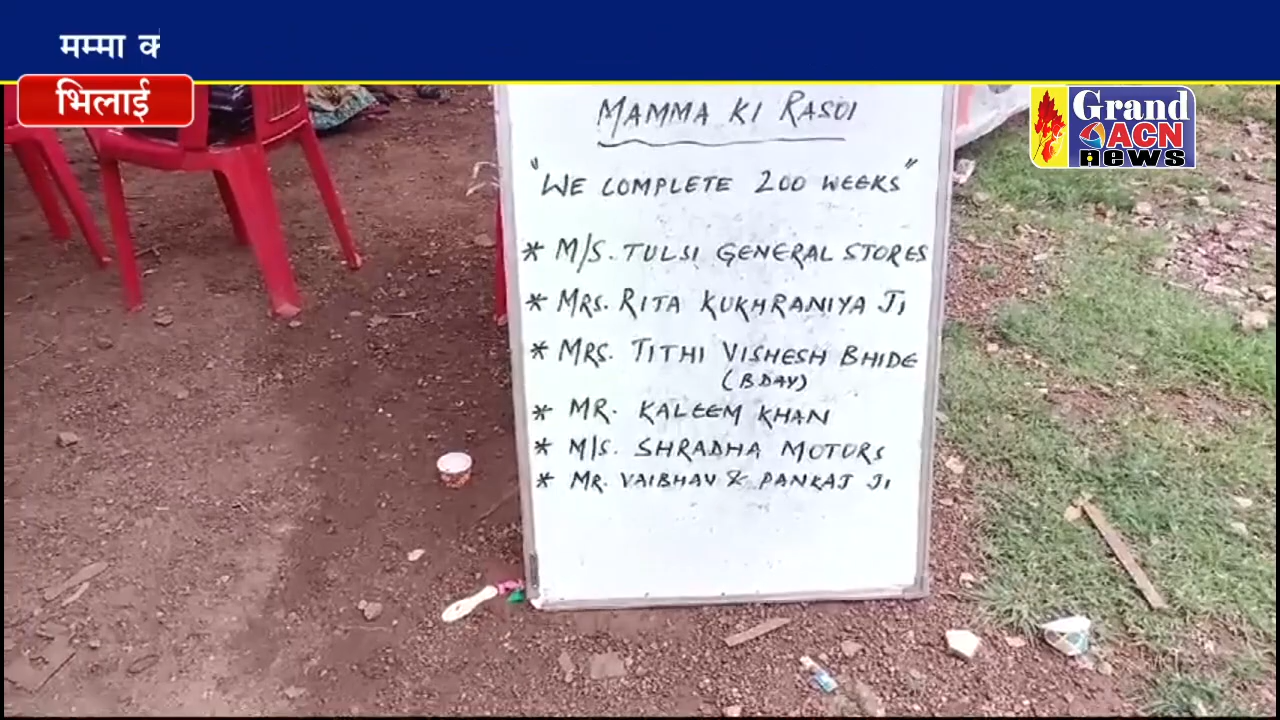 मम्मा क
भिलाई
Grand
ACN
news
MAMMA KI RASOI
"WE COMPLETE 200 WEEKS"
* M/S. TULSI GENERAL STORES
* MRS. RITA KUKHRANIYA JI
* MRS. TITHI VISHESH BHIDE
(BDAY)
* MR. KALEEM KHAN
* M/S. SHRADHA MOTORS
* MR. VAIBHAV & PANKAJ JI